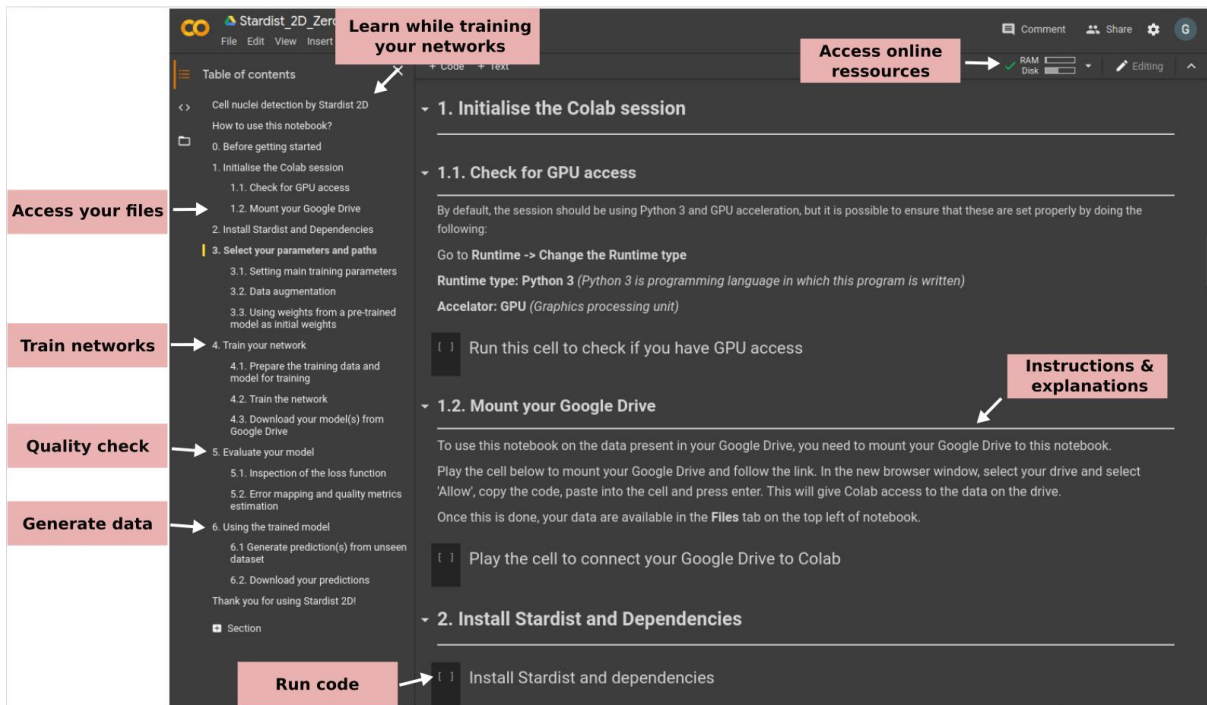 Stardist_2D_Zero
File Edit View Insert
Learn while training
your networks
Comment
Share
G
Access online
ressources
RAM
Disk
Editing
Table of contents
+ Code + Text
Cell nuclei detection by Stardist 2D
How to use this notebook?
0. Before getting started
1. Initialise the Colab session
1.1. Check for GPU access
Access your files
1.2. Mount your Google Drive
2. Install Stardist and Dependencies
3. Select your parameters and paths
3.1. Setting main training parameters
3.2. Data augmentation
3.3. Using weights from a pre-trained
model as initial weights
Train networks
4. Train your network
4.1. Prepare the training data and
model for training
4.2. Train the network
4.3. Download your model(s) from
Google Drive
Quality check
5. Evaluate your model
5.1. Inspection of the loss function
5.2. Error mapping and quality metrics
estimation
Generate data
6. Using the trained model
6.1 Generate prediction(s) from unseen
dataset
6.2. Download your predictions
Thank you for using Stardist 2D!
Section
1. Initialise the Colab session
1.1. Check for GPU access
By default, the session should be using Python 3 and GPU acceleration, but it is possible to ensure that these are set properly by doing the
following:
Go to Runtime -> Change the Runtime type
Runtime type: Python 3 (Python 3 is programming language in which this program is written)
Accelator: GPU (Graphics processing unit)
[ ] Run this cell to check if you have GPU access
Instructions &
explanations
1.2. Mount your Google Drive
To use this notebook on the data present in your Google Drive, you need to mount your Google Drive to this notebook.
Play the cell below to mount your Google Drive and follow the link. In the new browser window, select your drive and select
'Allow', copy the code, paste into the cell and press enter. This will give Colab access to the data on the drive.
Once this is done, your data are available in the Files tab on the top left of notebook.
[ ] Play the cell to connect your Google Drive to Colab
2. Install Stardist and Dependencies
Run code
[ ] Install Stardist and dependencies